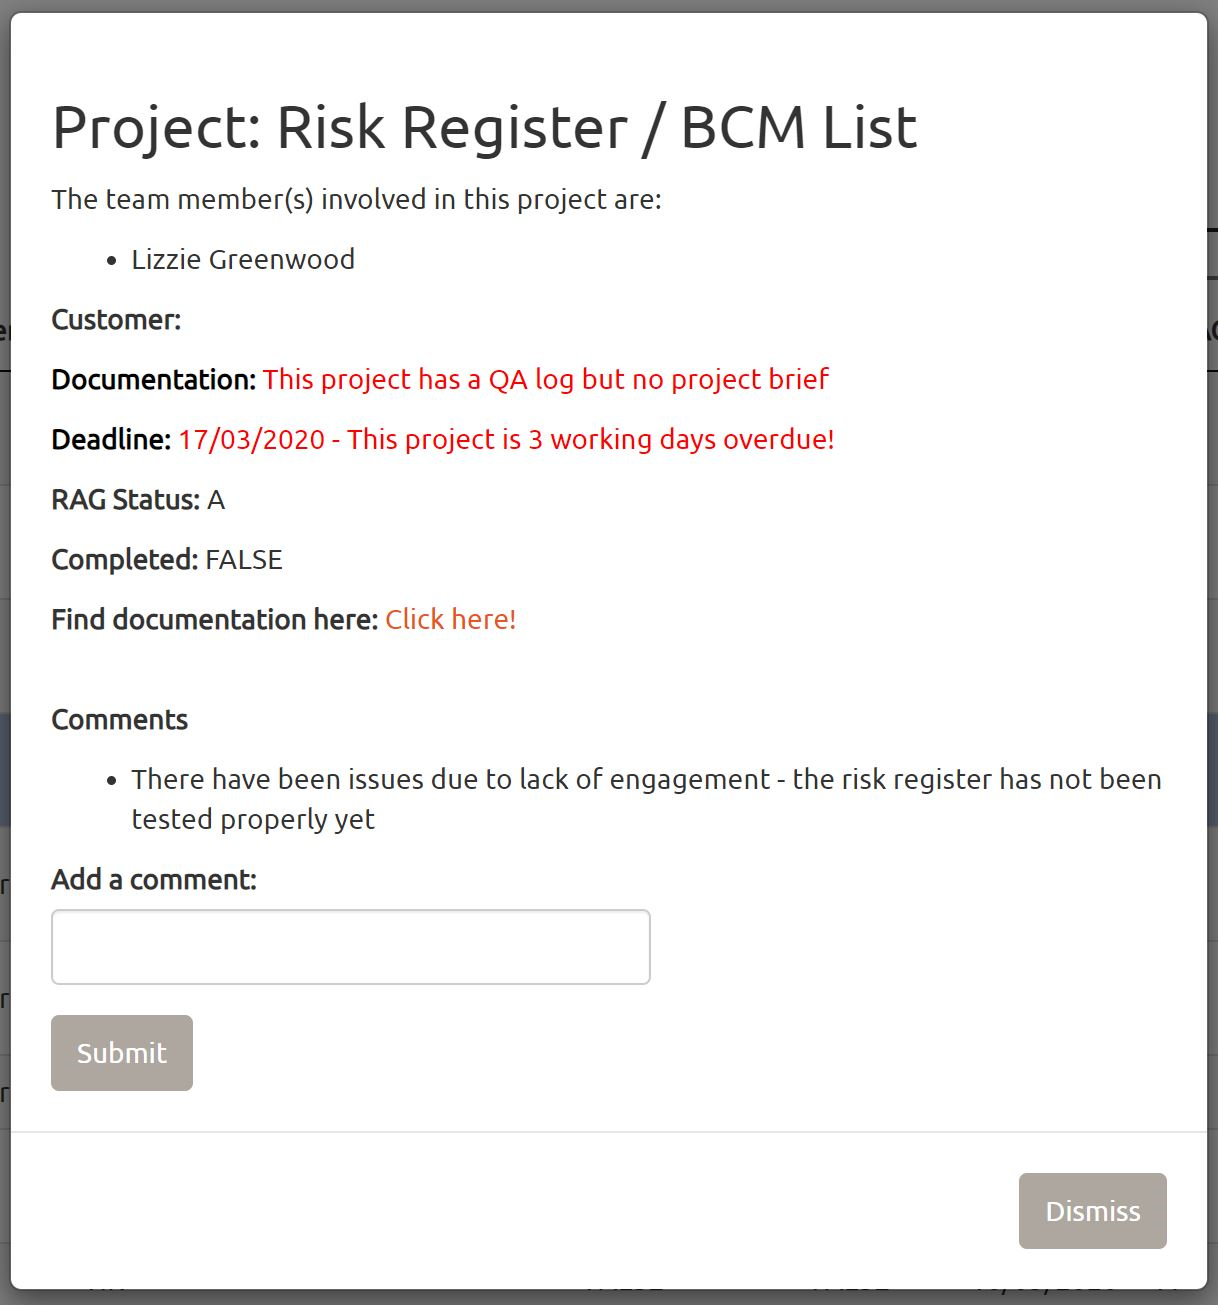 Project: Risk Register / BCM List
The team member(s) involved in this project are:
• Lizzie Greenwood
Customer:
Documentation: This project has a QA log but no project brief
Deadline: 17/03/2020 - This project is 3 working days overdue!
RAG Status: A
Completed: FALSE
Find documentation here: Click here!
Comments
• There have been issues due to lack of engagement - the risk register has not been
tested properly yet
Add a comment:
Submit
Dismiss